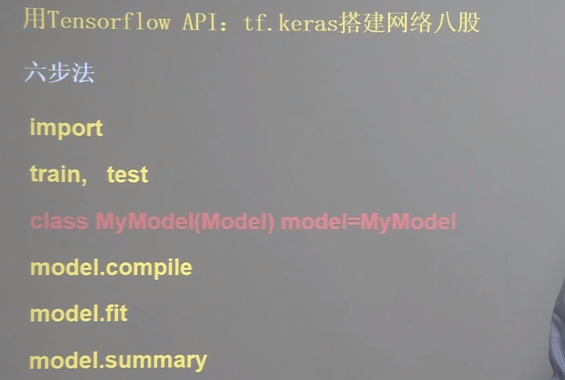 用Tensorflow API：tf.keras搭建网络八股
六步法
import
train, test
class MyModel(Model) model=MyModel
model.compile
model.fit
model.summary